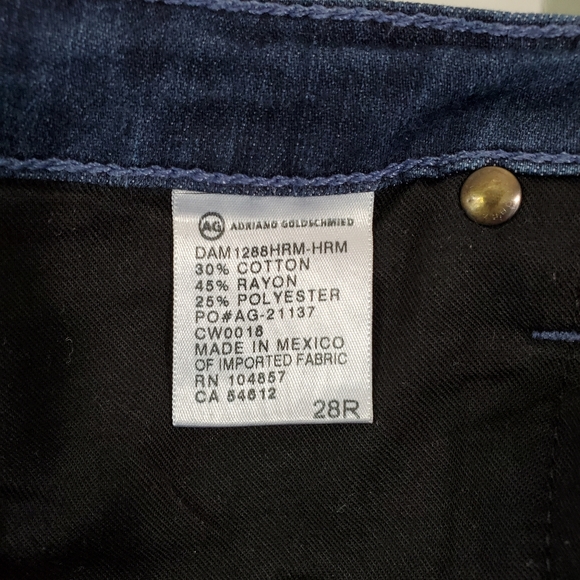 AG ADRIANO GOLDSCHMIED
DAM1288HRM-HRM
30% COTTON
45% RAYON
25% POLYESTER
PO#AG-21137
CW0018
MADE IN MEXICO
OF IMPORTED FABRIC
RN 104857
CA 54612
28R